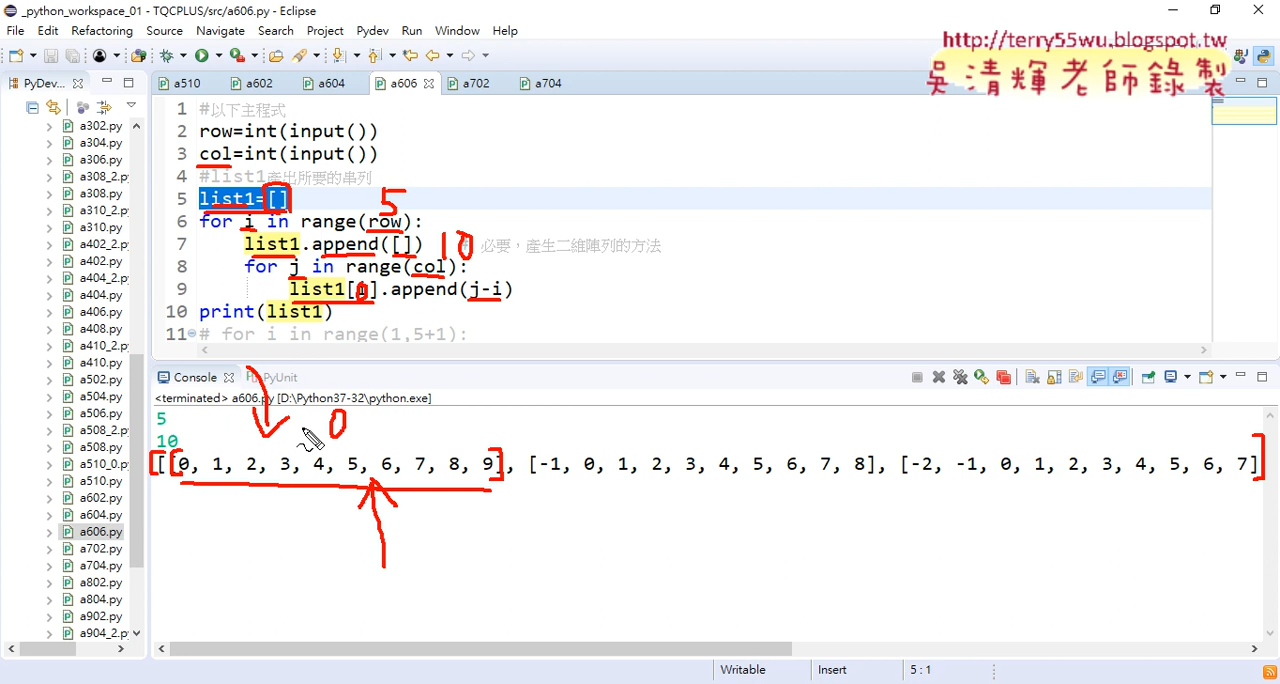 _python_workspace_01 - TQCPLUS/src/a606.py - Eclipse
File Edit Refactoring Source Navigate Search Project Pydev Run Window Help
http://terry55wu.blogspot.tw
吳清輝老師錄製
PyDev...
a510 a602 a604 a606 a702 a704
a302.py
a304.py
a306.py
a308_2.py
a308.py
a310_2.py
a310.py
a402_2.py
a402.py
a404_2.py
a404.py
a406.py
a408.py
a410_2.py
a410.py
a502.py
a504.py
a506.py
a508_2.py
a508.py
a510.0.py
a510.py
a602.py
a604.py
a606.py
a702.py
a704.py
a802.py
a804.py
a902.py
a904_2.py
1 #以下主程式
2 row=int(input())
3 col=int(input())
4 #list1產出所要的串列
5 list1=[]
5
6 for i in range(row):
7 list1.append([]) # 必要，產生二維陣列的方法
10
8 for j in range(col):
9 list1[i].append(j-i)
0
10 print(list1)
11 # for i in range(1,5+1):
Console PyUnit
<terminated> a606.py [D:\Python37-32\python.exe]
5
0
10
[[0, 1, 2, 3, 4, 5, 6, 7, 8, 9], [-1, 0, 1, 2, 3, 4, 5, 6, 7, 8], [-2, -1, 0, 1, 2, 3, 4, 5, 6, 7]
Writable Insert 5 : 1